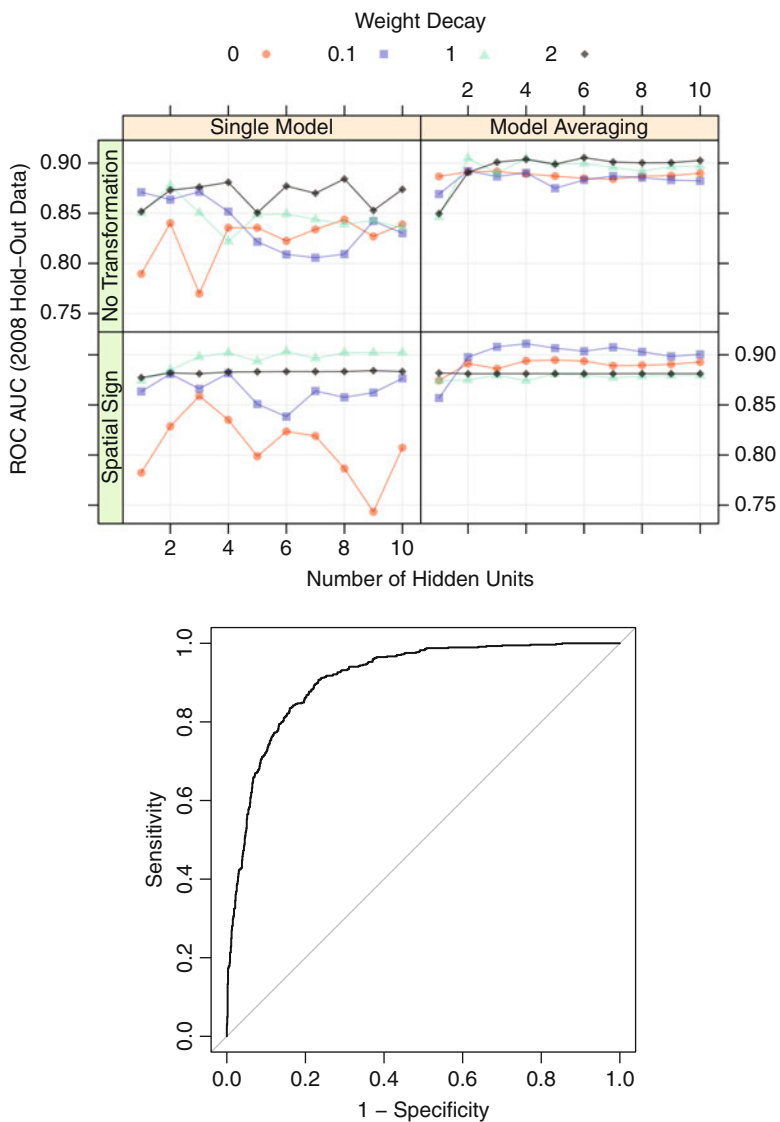 Weight Decay
0 0.1 1 2
2 4 6 8 10
Single Model Model Averaging
No Transformation
0.90
0.85
0.80
0.75
ROC AUC (2008 Hold−Out Data)
Spatial Sign
0.90
0.85
0.80
0.75
2 4 6 8 10
Number of Hidden Units
Sensitivity
1.0
0.8
0.6
0.4
0.2
0.0
0.0 0.2 0.4 0.6 0.8 1.0
1 − Specificity